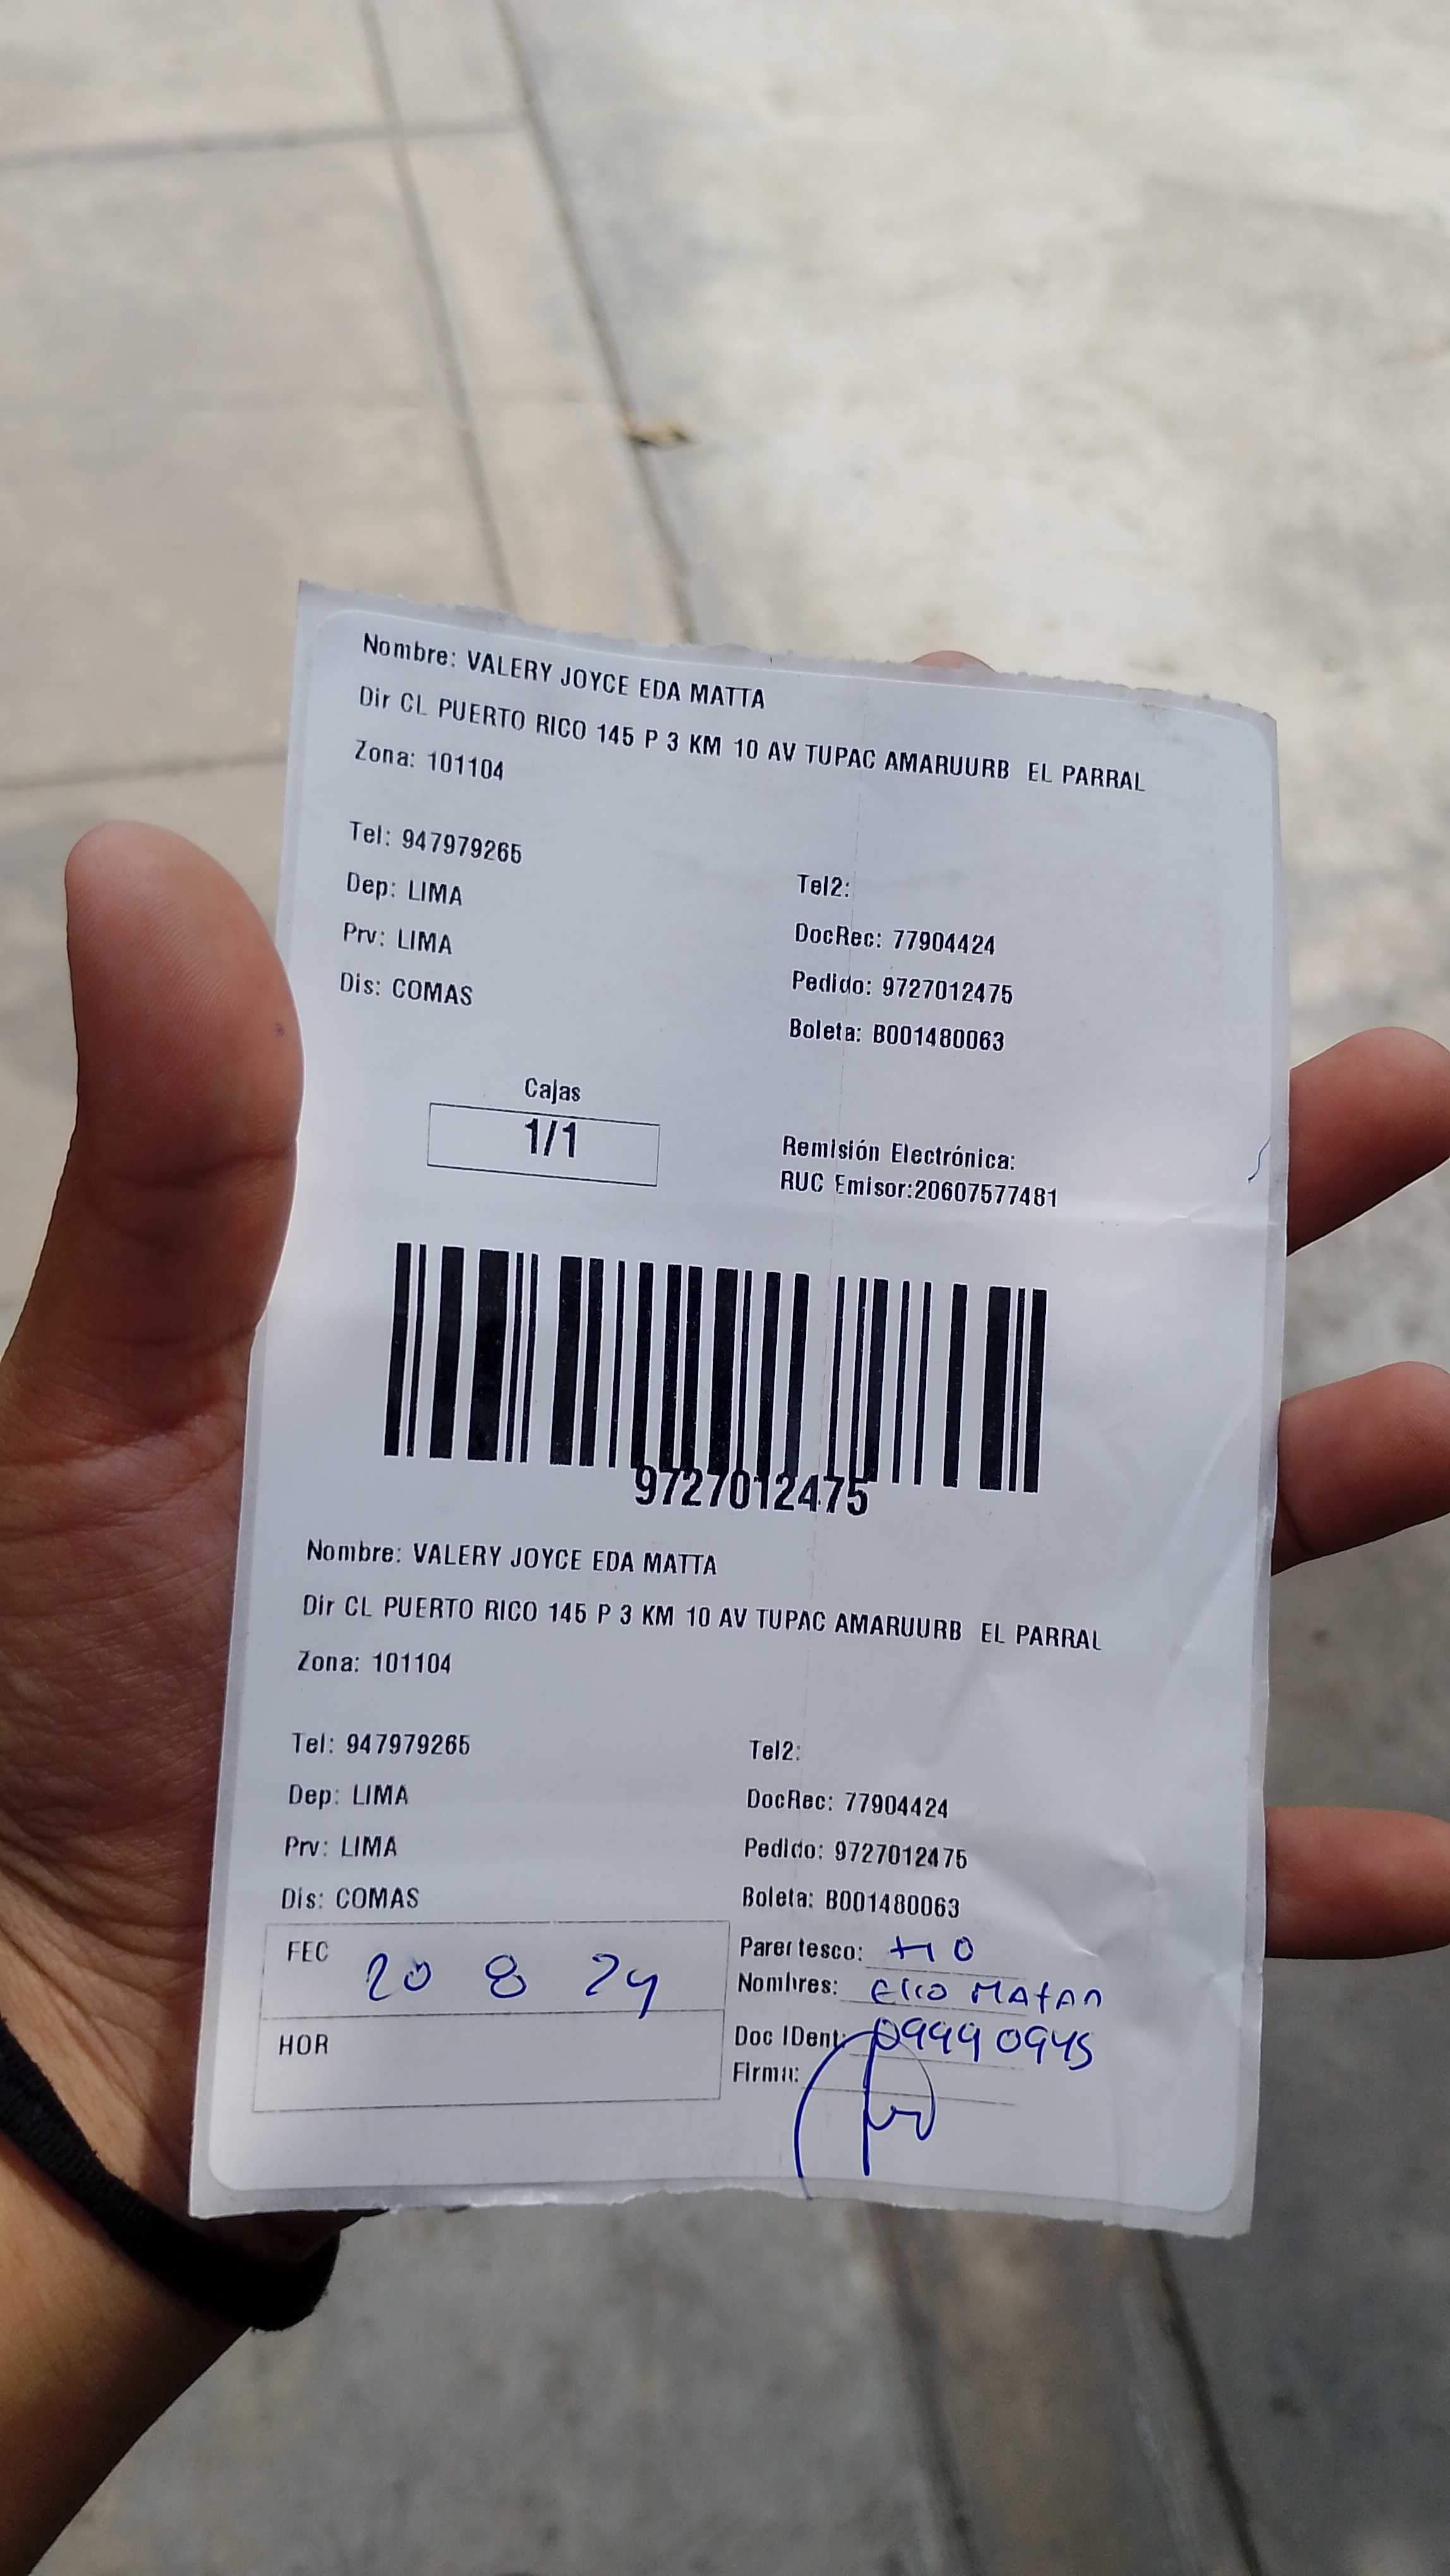 Nombre: VALERY JOYCE EDA MATTA
Dir CL PUERTO RICO 145 P 3 KM 10 AV TUPAC AMARUURB EL PARRAL
Zona: 101104
Tel: 947979265
Tel2:
Dep: LIMA
DocRec: 77904424
Prv: LIMA
Pedido: 9727012475
Dis: COMAS
Boleta: B001480063
Cajas
1/1
Remisión Electrónica:
RUC Emisor:20607577481
9727012475
Nombre: VALERY JOYCE EDA MATTA
Dir CL PUERTO RICO 145 P 3 KM 10 AV TUPAC AMARUURB EL PARRAL
Zona: 101104
Tel: 947979265
Tel2:
Dep: LIMA
DocRec: 77904424
Prv: LIMA
Pedido: 9727012475
Dis: COMAS
Boleta: B001480063
FEC 20 8 24
Parentesco: tio
Nombres:
HOR
Doc IDent: 09990945
Firma: